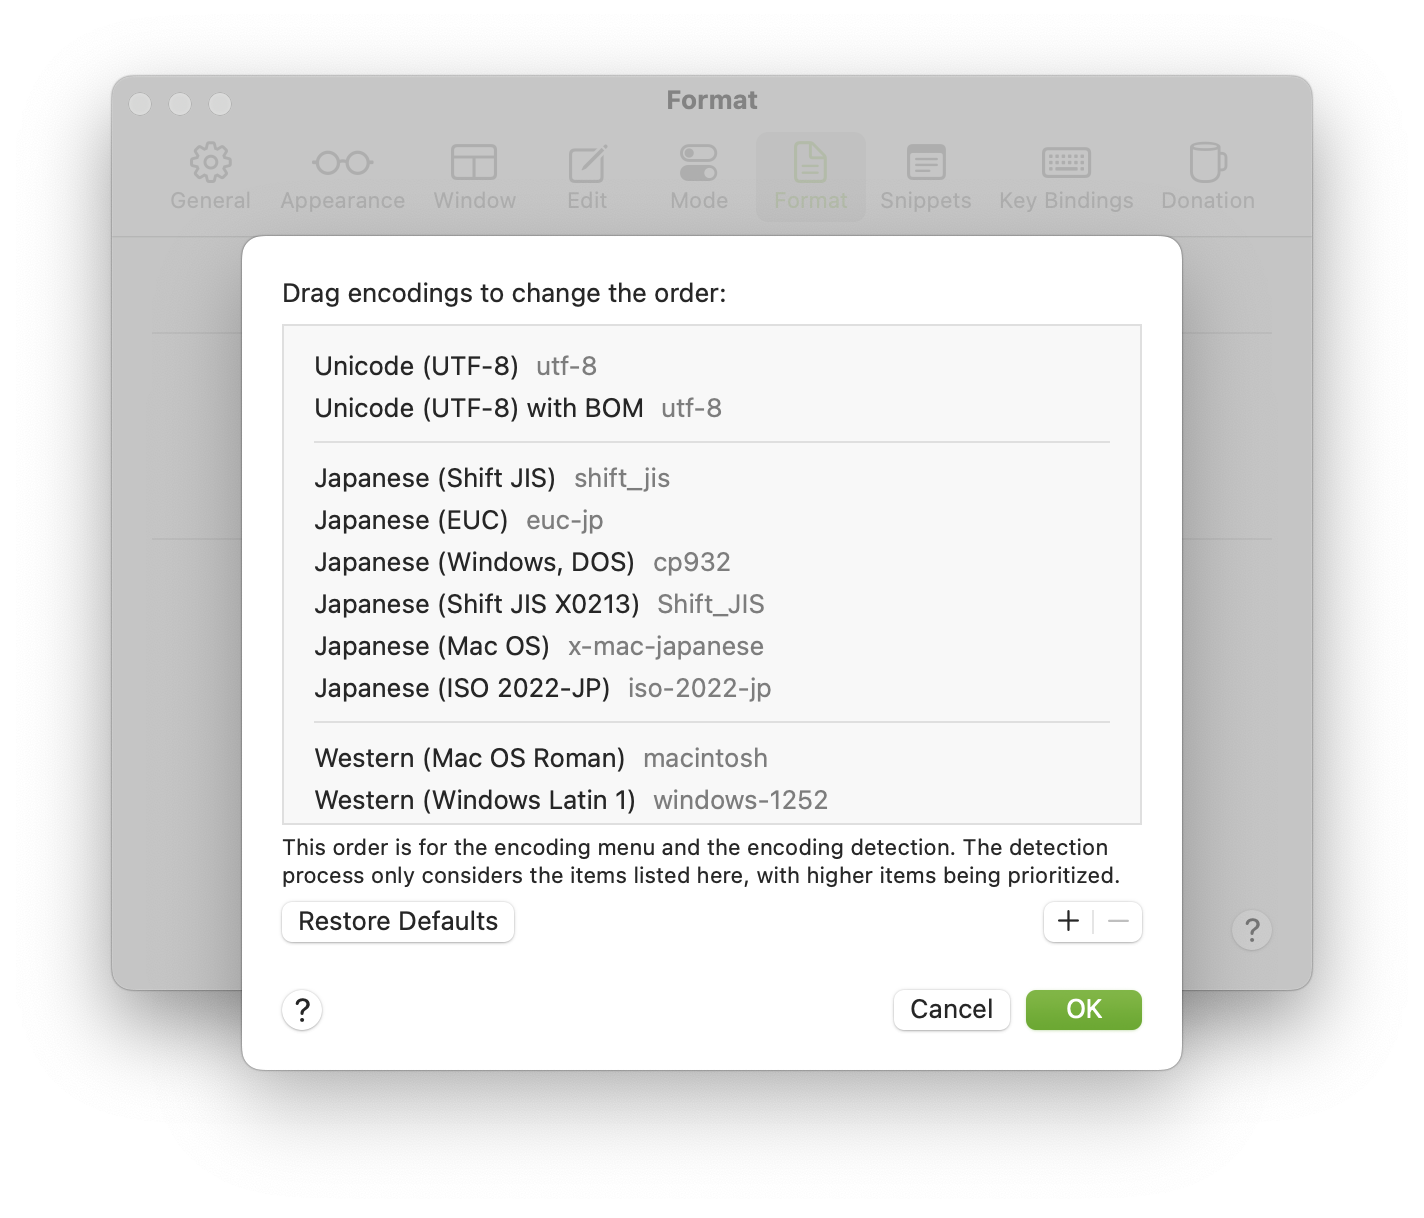 Format
General Appearance Window Edit Mode Format Snippets Key Bindings Donation
Drag encodings to change the order:
Unicode (UTF-8) utf-8
Unicode (UTF-8) with BOM utf-8
Japanese (Shift JIS) shift_jis
Japanese (EUC) euc-jp
Japanese (Windows, DOS) cp932
Japanese (Shift JIS X0213) Shift_JIS
Japanese (Mac OS) x-mac-japanese
Japanese (ISO 2022-JP) iso-2022-jp
Western (Mac OS Roman) macintosh
Western (Windows Latin 1) windows-1252
This order is for the encoding menu and the encoding detection. The detection
process only considers the items listed here, with higher items being prioritized.
Restore Defaults + −
?
? Cancel OK